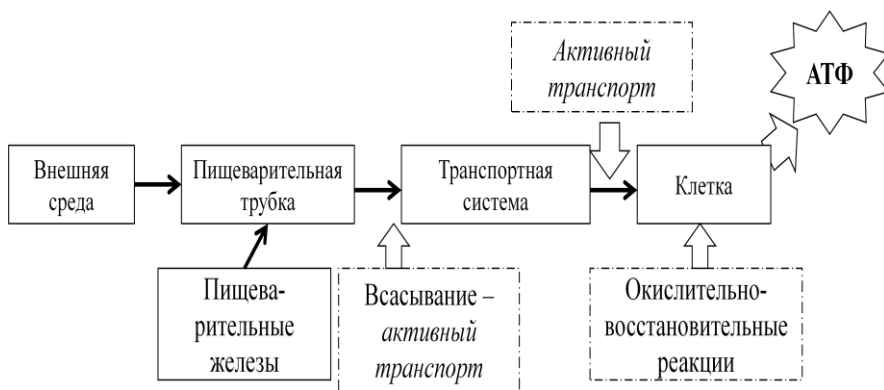 Активный
транспорт
АТФ
Внешняя
среда
Пищеварительная
трубка
Транспортная
система
Клетка
Пищева-
рительные
железы
Всасывание –
активный
транспорт
Окислительно-
восстановительные
реакции